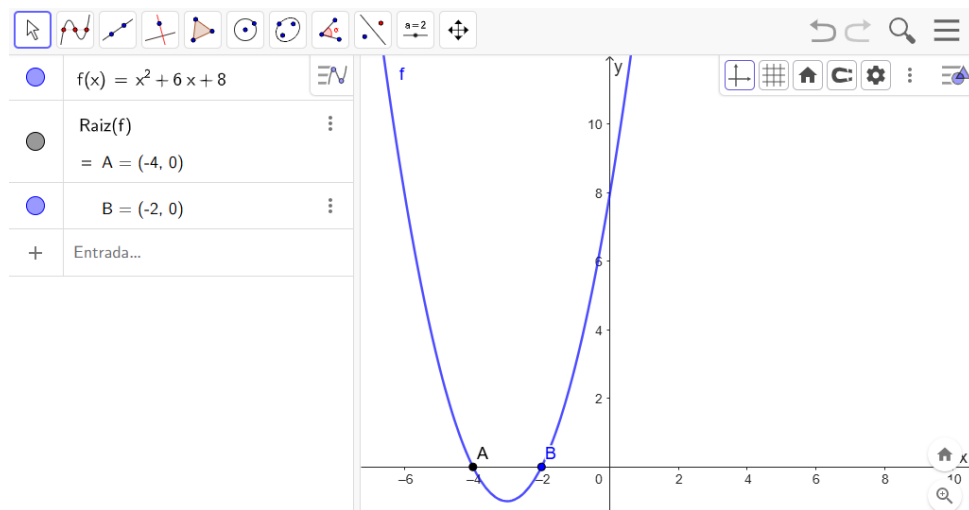 a=2
f(x) = x² + 6 x + 8
Raiz(f)
= A = (-4, 0)
B = (-2, 0)
+ Entrada...
f
y
10
8
6
4
2
A
B
x
–6
–4
–2
0
2
4
6
8
10